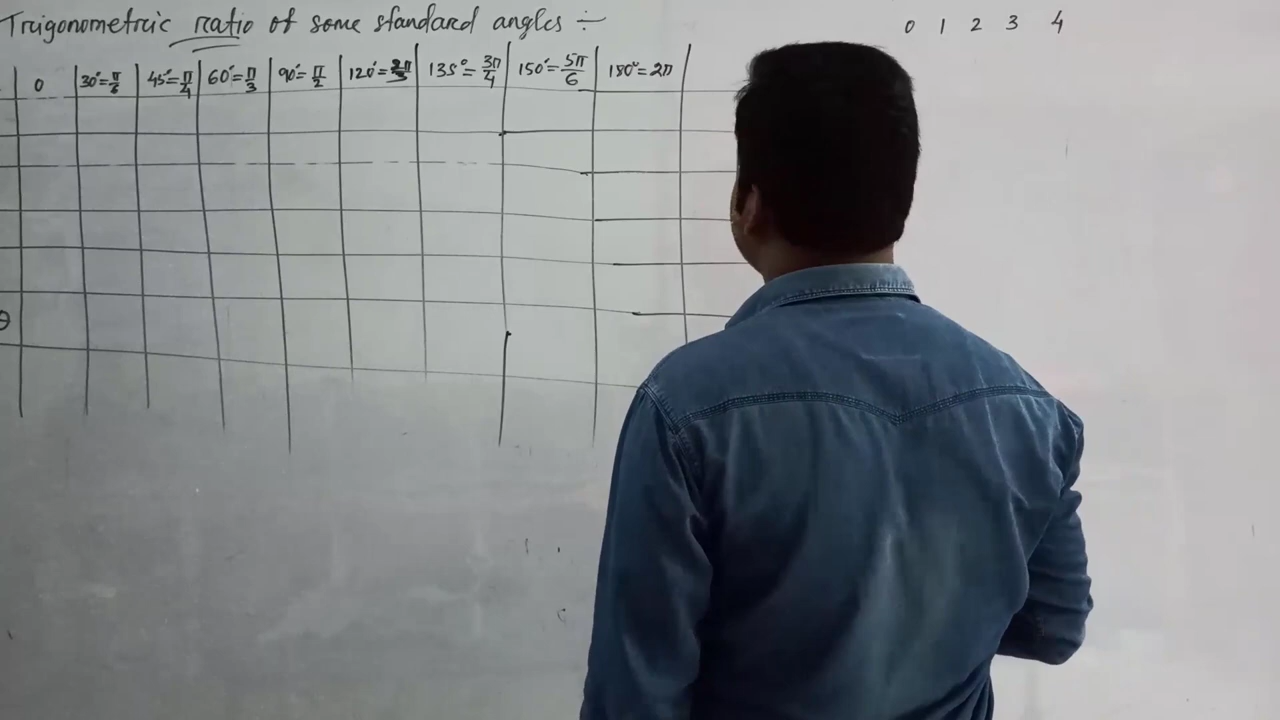 Trigonometric ratio of some standard angles ÷
0 1 2 3 4
0 30°=π/6 45°=π/4 60°=π/3 90°=π/2 120°=2π/3 135°=3π/4 150°=5π/6 180°=2π
θ